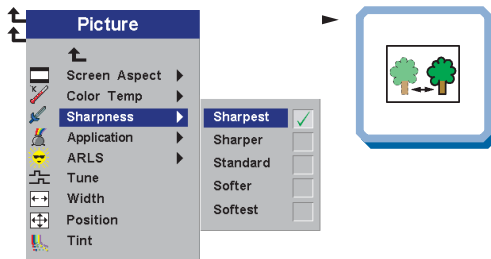 Picture
Screen Aspect
Color Temp
Sharpness
Application
ARLS
Tune
Width
Position
Tint
Sharpest
Sharper
Standard
Softer
Softest